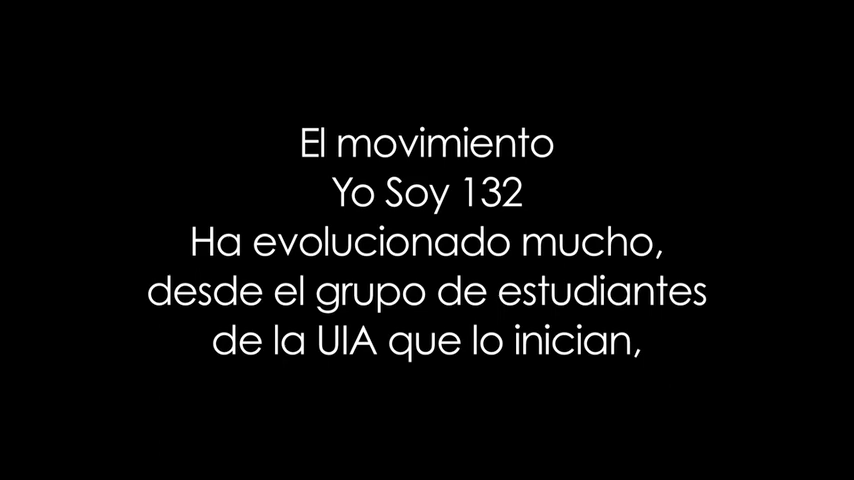 El movimiento
Yo Soy 132
Ha evolucionado mucho,
desde el grupo de estudiantes
de la UIA que lo inician,